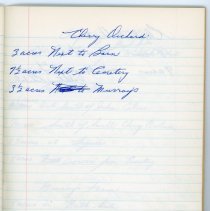 Cherry Orchard:
3 acres Next to Barn
7½ acres Next to Cemetery
3½ acres Murrays